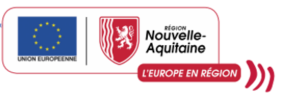 UNION EUROPEENNE
RÉGION
Nouvelle-
Aquitaine
L'EUROPE EN RÉGION